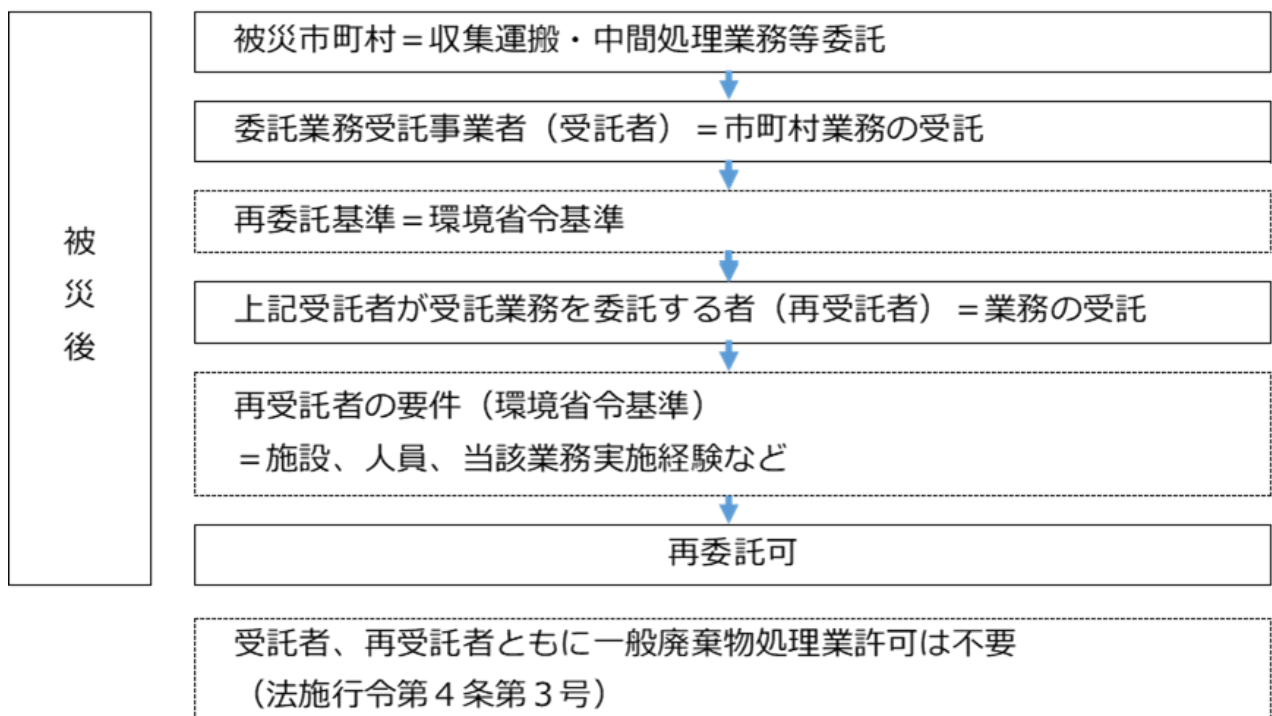 被災後
被災市町村＝収集運搬・中間処理業務等委託
委託業務受託事業者（受託者）＝市町村業務の受託
再委託基準＝環境省令基準
上記受託者が受託業務を委託する者（再受託者）＝業務の受託
再受託者の要件（環境省令基準）
＝施設、人員、当該業務実施経験など
再委託可
受託者、再受託者ともに一般廃棄物処理業許可は不要
（法施行令第４条第３号）